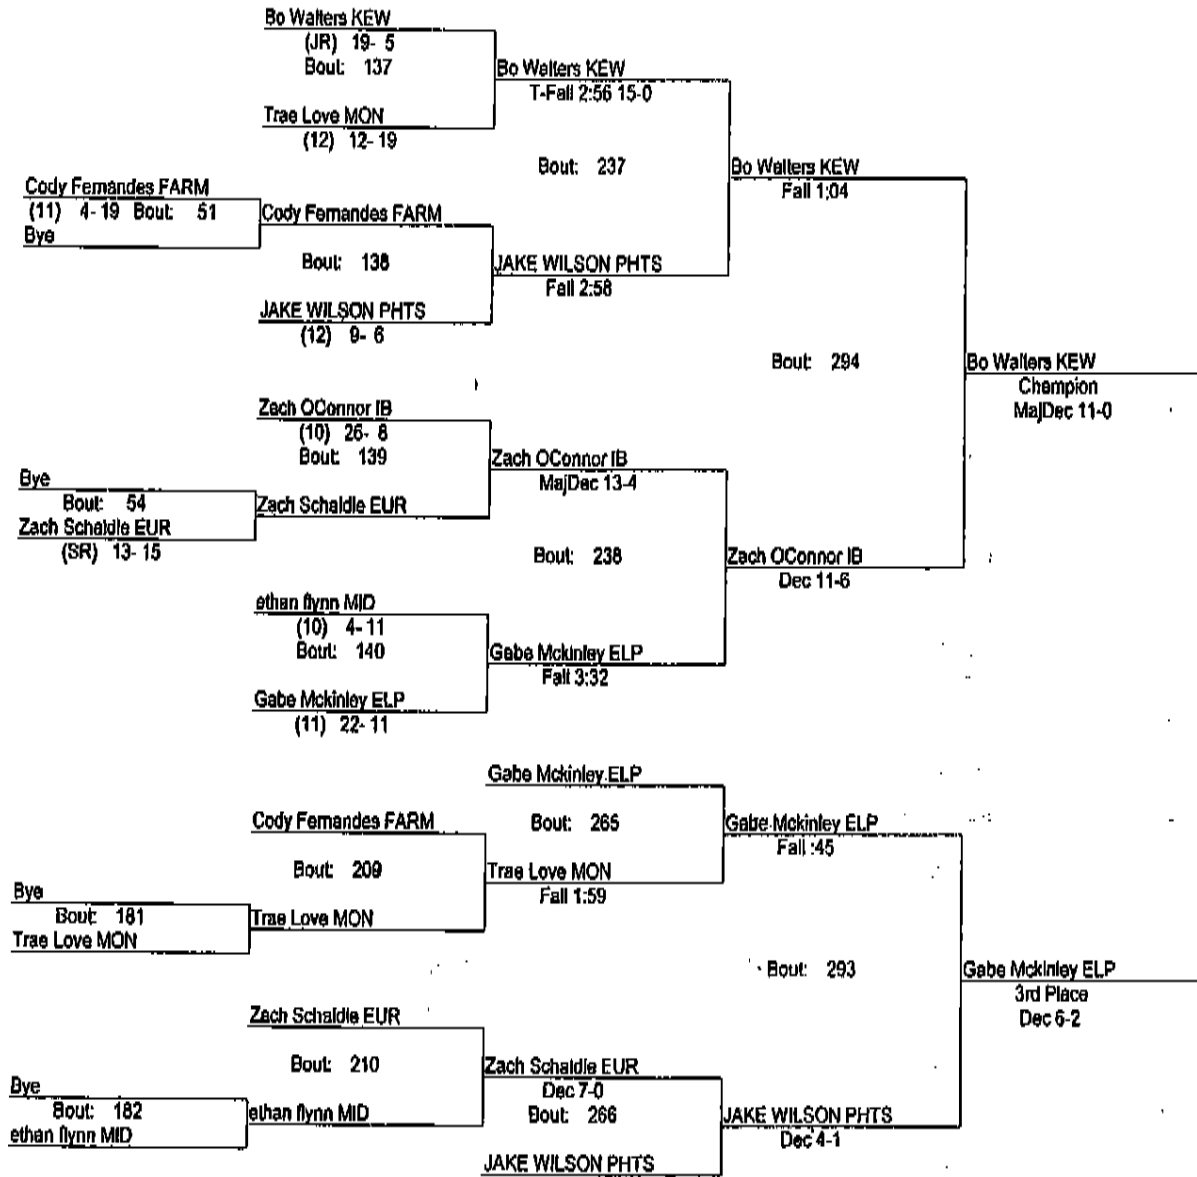 Bo Walters KEW
(JR) 19- 5
Bout: 137
Bo Walters KEW
T-Fall 2:56 15-0
Trae Love MON
(12) 12- 19
Bout: 237
Bo Walters KEW
Fall 1:04
Cody Fernandes FARM
(11) 4- 19 Bout: 51
Bye
Cody Fernandes FARM
Bout: 138
JAKE WILSON PHTS
Fall 2:58
JAKE WILSON PHTS
(12) 9- 6
Bout: 294
Bo Walters KEW
Champion
MajDec 11-0
Zach OConnor IB
(10) 26- 8
Bout: 139
Zach OConnor IB
MajDec 13-4
Bye
Bout: 54
Zach Schaldie EUR
(SR) 13- 15
Zach Schaldie EUR
Bout: 238
Zach OConnor IB
Dec 11-6
ethan flynn MID
(10) 4- 11
Bout: 140
Gabe Mckinley ELP
Fall 3:32
Gabe Mckinley ELP
(11) 22- 11
Gabe Mckinley ELP
Cody Fernandes FARM
Bout: 265
Gabe Mckinley ELP
Fall :45
Bout: 209
Trae Love MON
Fall 1:59
Bye
Bout: 181
Trae Love MON
Trae Love MON
Bout: 293
Gabe Mckinley ELP
3rd Place
Dec 6-2
Zach Schaldie EUR
Bout: 210
Zach Schaldie EUR
Dec 7-0
Bye
Bout: 182
ethan flynn MID
ethan flynn MID
Bout: 266
JAKE WILSON PHTS
Dec 4-1
JAKE WILSON PHTS